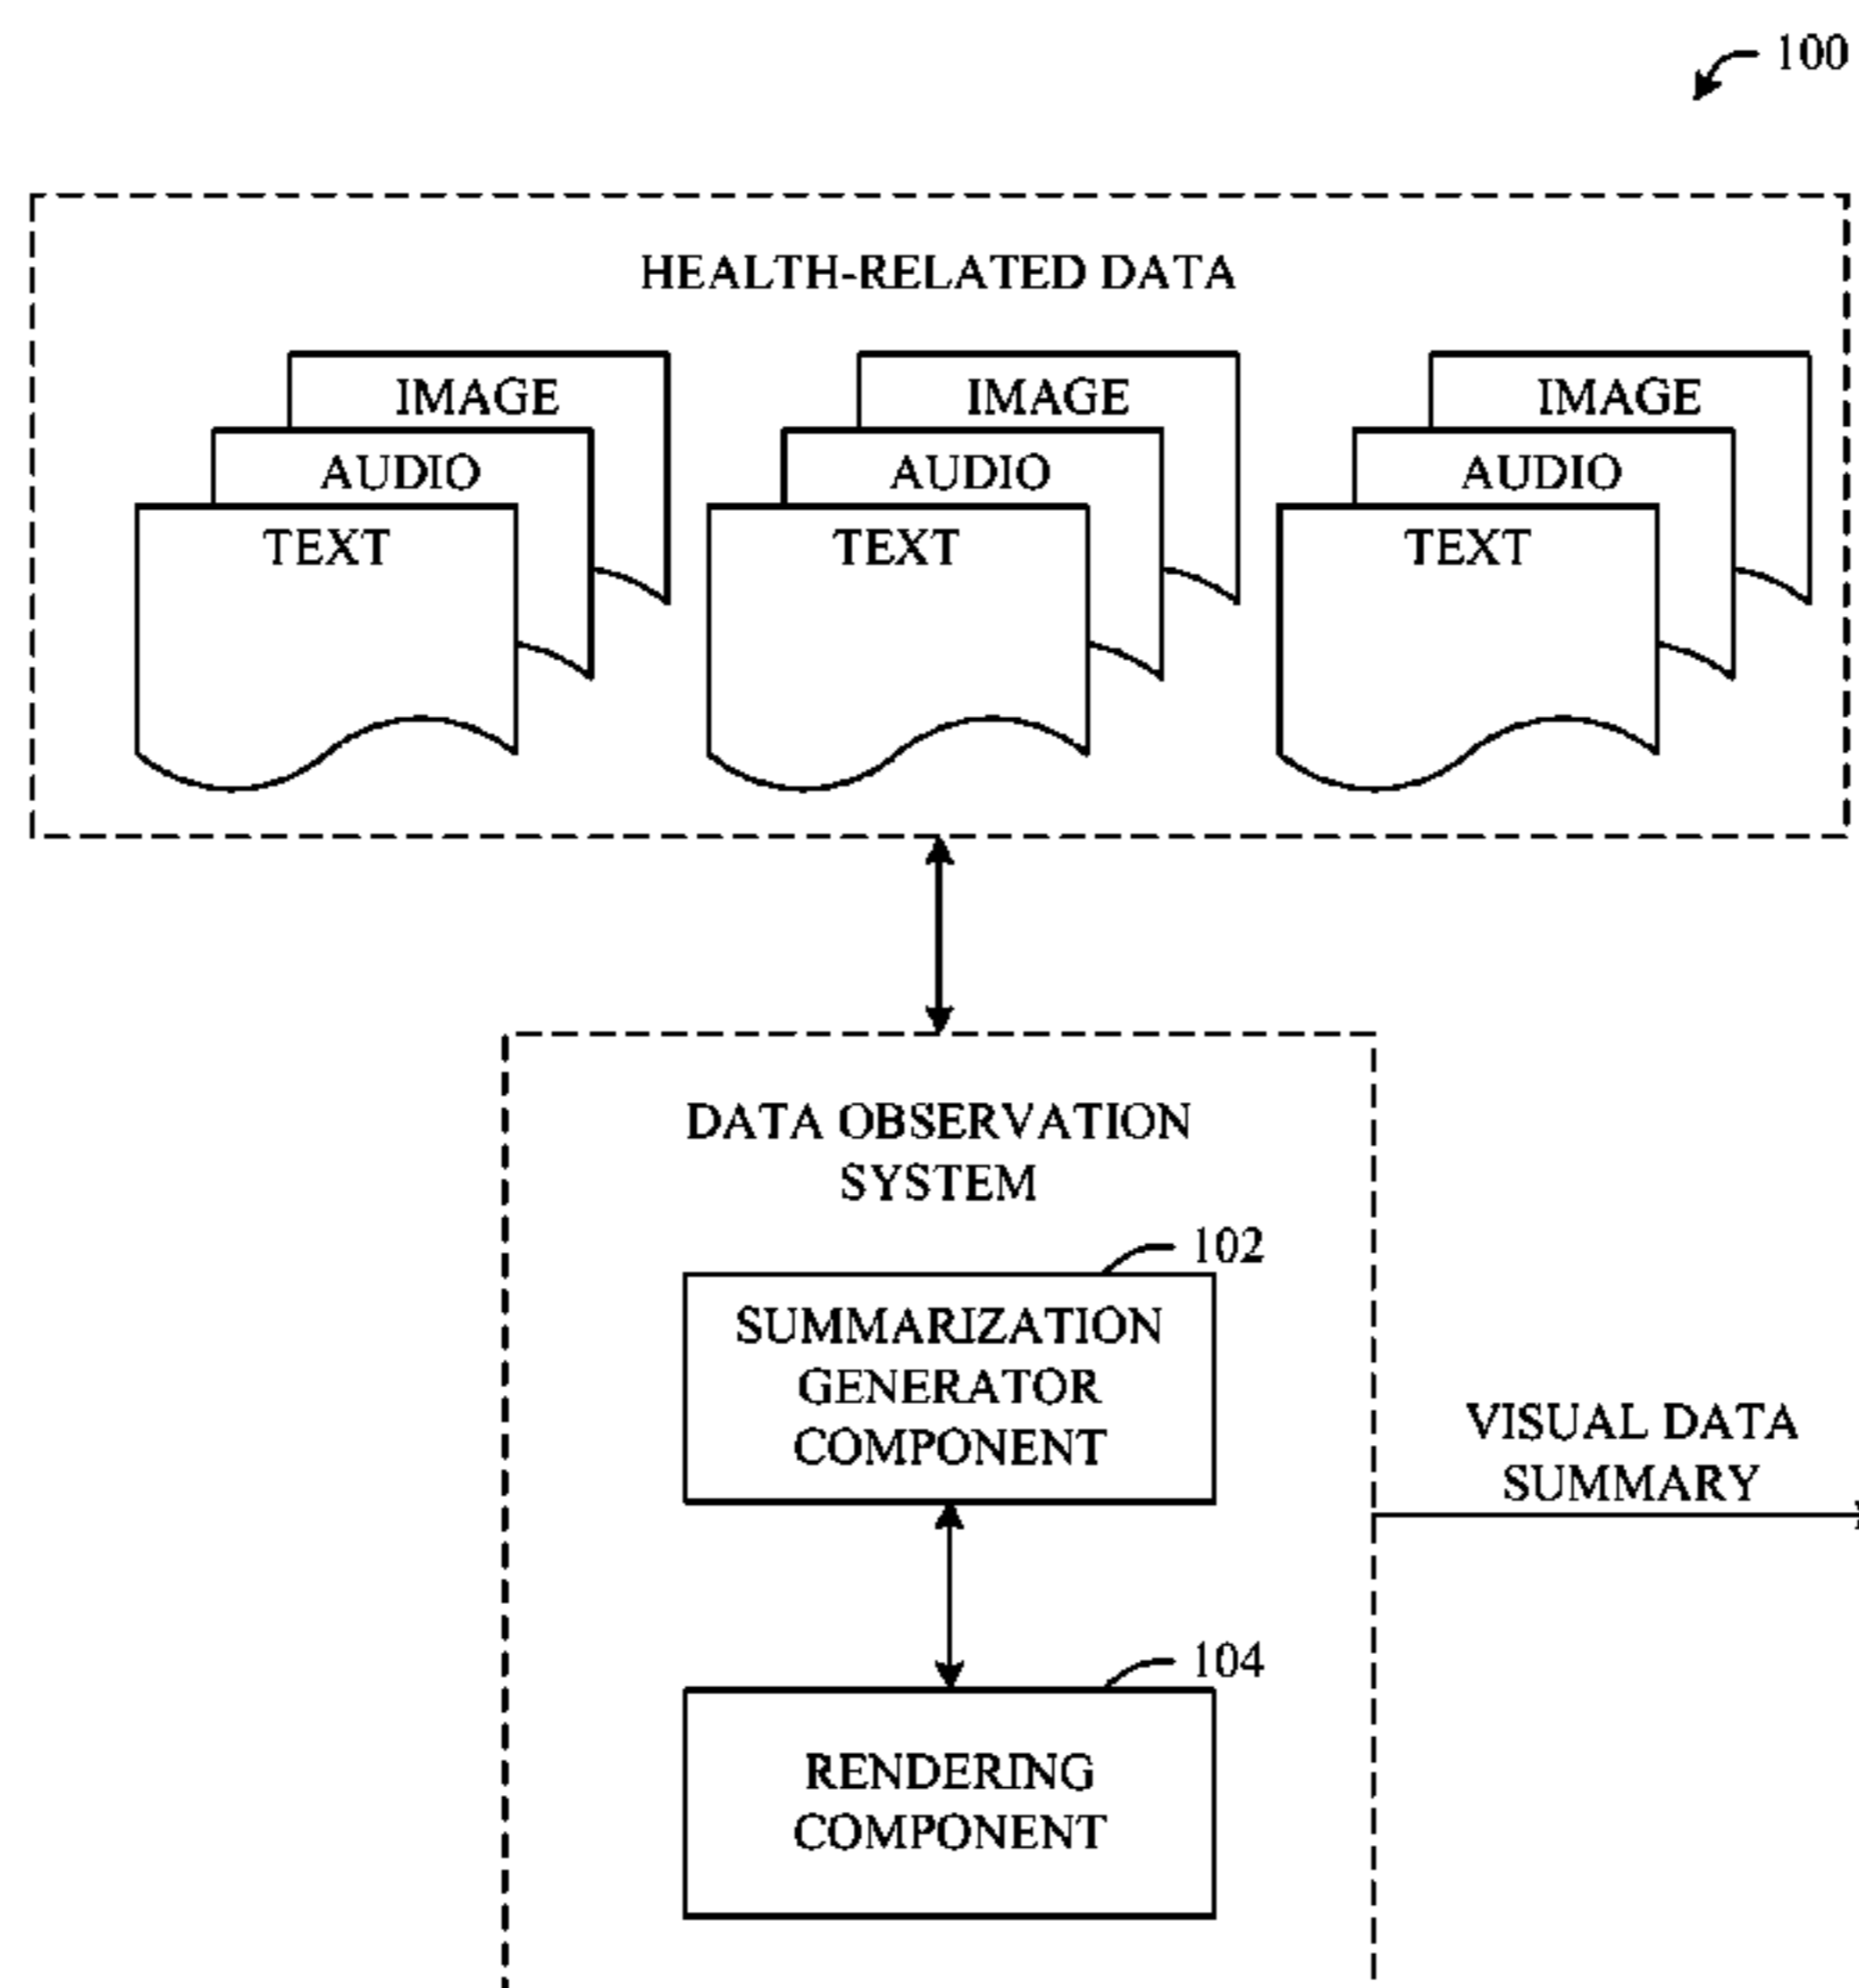 100
HEALTH-RELATED DATA
IMAGE IMAGE IMAGE
AUDIO AUDIO AUDIO
TEXT TEXT TEXT
DATA OBSERVATION
SYSTEM
102
SUMMARIZATION
GENERATOR
COMPONENT
VISUAL DATA
SUMMARY
104
RENDERING
COMPONENT